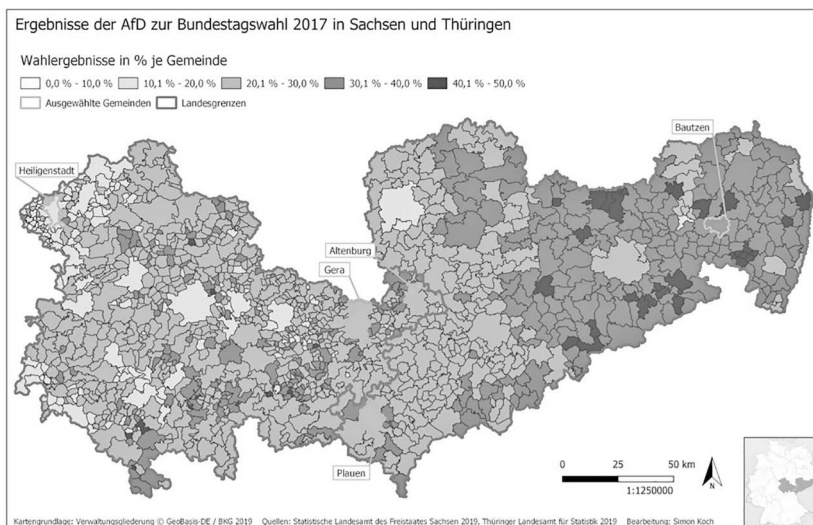 Ergebnisse der AfD zur Bundestagswahl 2017 in Sachsen und Thüringen
Wahlergebnisse in % je Gemeinde
0,0 % - 10,0 % 10,1 % - 20,0 % 20,1 % - 30,0 % 30,1 % - 40,0 % 40,1 % - 50,0 %
Ausgewählte Gemeinden Landesgrenzen
Bautzen
Heiligenstadt
Altenburg
Gera
Plauen
0 25 50 km
1:1250000
N
Kartengrundlage: Verwaltungsgliederung © GeoBasis-DE / BKG 2019 Quellen: Statistische Landesamt des Freistaates Sachsen 2019, Thüringer Landesamt für Statistik 2019 Bearbeitung: Simon Koch